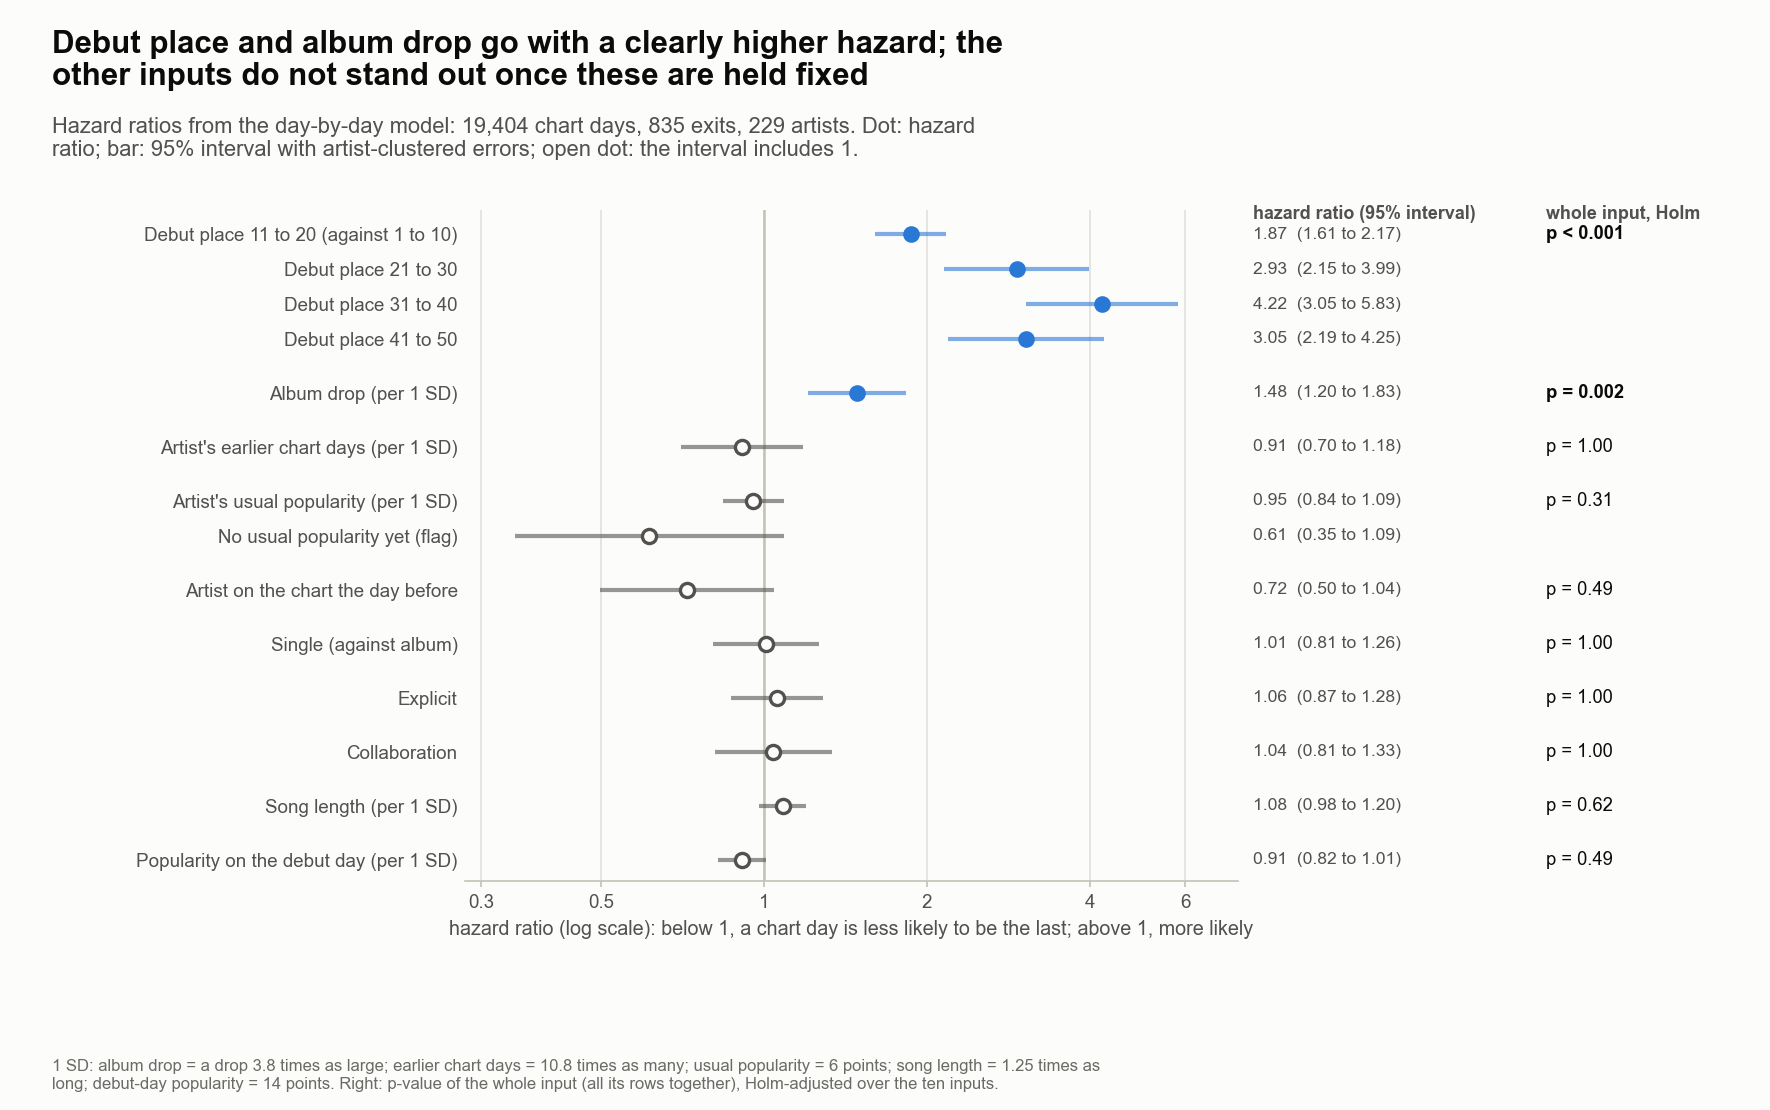 Debut place and album drop go with a clearly higher hazard; the
other inputs do not stand out once these are held fixed
Hazard ratios from the day-by-day model: 19,404 chart days, 835 exits, 229 artists. Dot: hazard
ratio; bar: 95% interval with artist-clustered errors; open dot: the interval includes 1.
hazard ratio (95% interval) whole input, Holm
Debut place 11 to 20 (against 1 to 10) 1.87 (1.61 to 2.17) p < 0.001
Debut place 21 to 30 2.93 (2.15 to 3.99)
Debut place 31 to 40 4.22 (3.05 to 5.83)
Debut place 41 to 50 3.05 (2.19 to 4.25)
Album drop (per 1 SD) 1.48 (1.20 to 1.83) p = 0.002
Artist's earlier chart days (per 1 SD) 0.91 (0.70 to 1.18) p = 1.00
Artist's usual popularity (per 1 SD) 0.95 (0.84 to 1.09) p = 0.31
No usual popularity yet (flag) 0.61 (0.35 to 1.09)
Artist on the chart the day before 0.72 (0.50 to 1.04) p = 0.49
Single (against album) 1.01 (0.81 to 1.26) p = 1.00
Explicit 1.06 (0.87 to 1.28) p = 1.00
Collaboration 1.04 (0.81 to 1.33) p = 1.00
Song length (per 1 SD) 1.08 (0.98 to 1.20) p = 0.62
Popularity on the debut day (per 1 SD) 0.91 (0.82 to 1.01) p = 0.49
0.3 0.5 1 2 4 6
hazard ratio (log scale): below 1, a chart day is less likely to be the last; above 1, more likely
1 SD: album drop = a drop 3.8 times as large; earlier chart days = 10.8 times as many; usual popularity = 6 points; song length = 1.25 times as
long; debut-day popularity = 14 points. Right: p-value of the whole input (all its rows together), Holm-adjusted over the ten inputs.